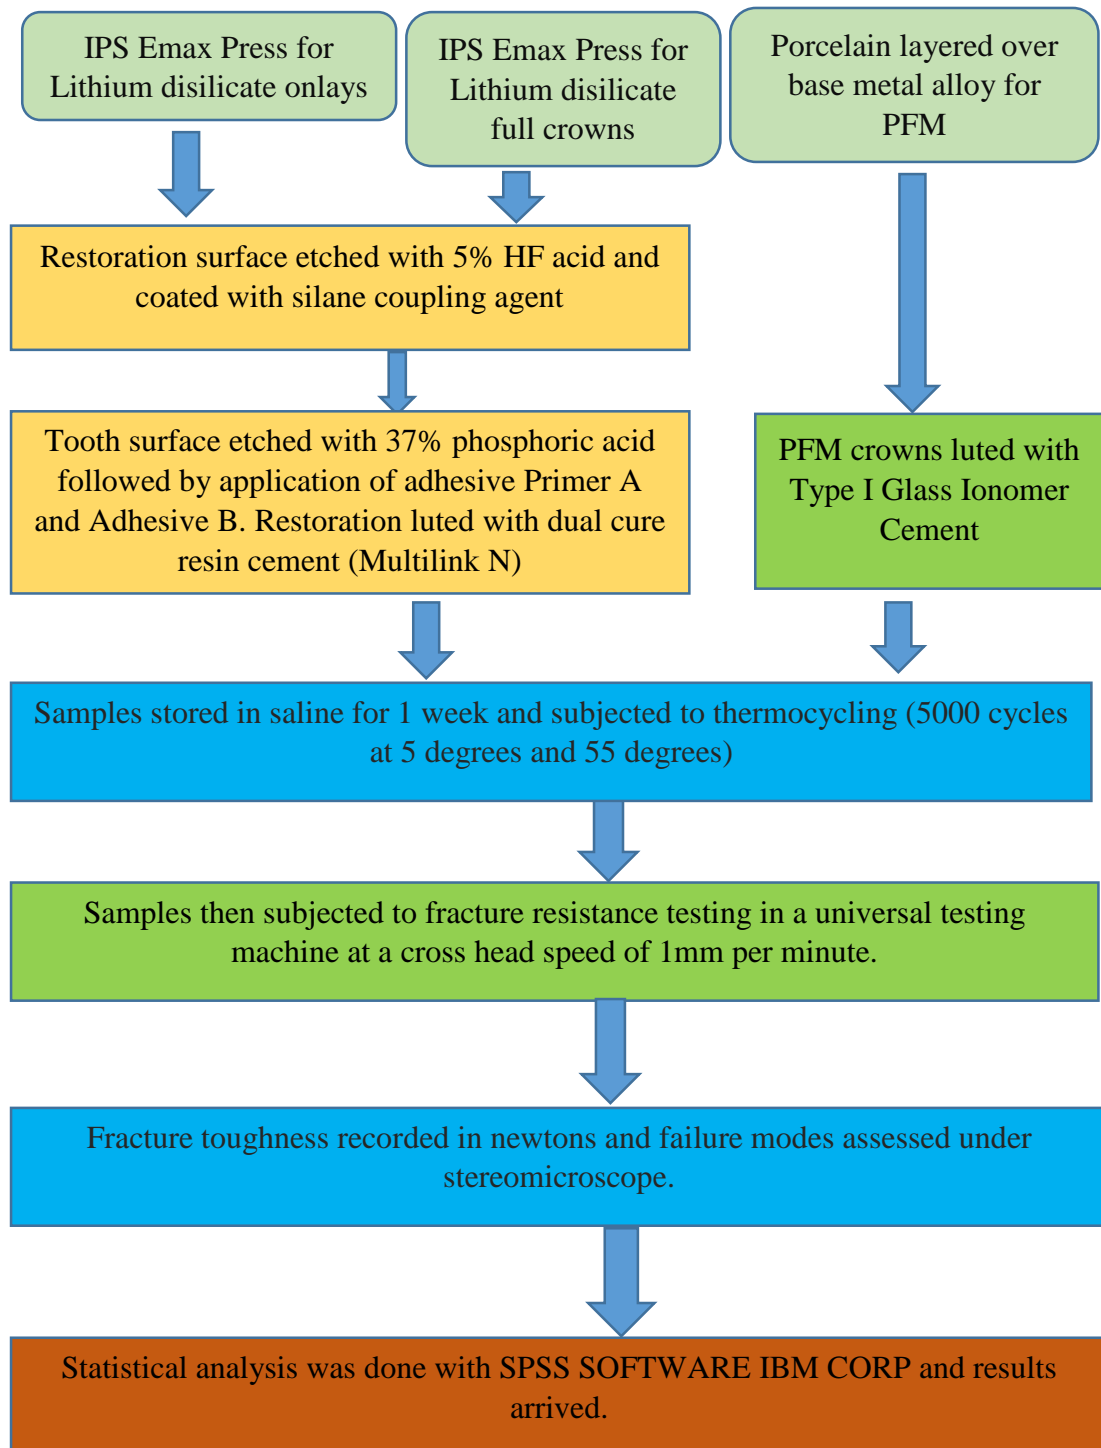 IPS Emax Press for
Lithium disilicate onlays
IPS Emax Press for
Lithium disilicate
full crowns
Porcelain layered over
base metal alloy for
PFM
Restoration surface etched with 5% HF acid and
coated with silane coupling agent
Tooth surface etched with 37% phosphoric acid
followed by application of adhesive Primer A
and Adhesive B. Restoration luted with dual cure
resin cement (Multilink N)
PFM crowns luted with
Type I Glass Ionomer
Cement
Samples stored in saline for 1 week and subjected to thermocycling (5000 cycles
at 5 degrees and 55 degrees)
Samples then subjected to fracture resistance testing in a universal testing
machine at a cross head speed of 1mm per minute.
Fracture toughness recorded in newtons and failure modes assessed under
stereomicroscope.
Statistical analysis was done with SPSS SOFTWARE IBM CORP and results
arrived.